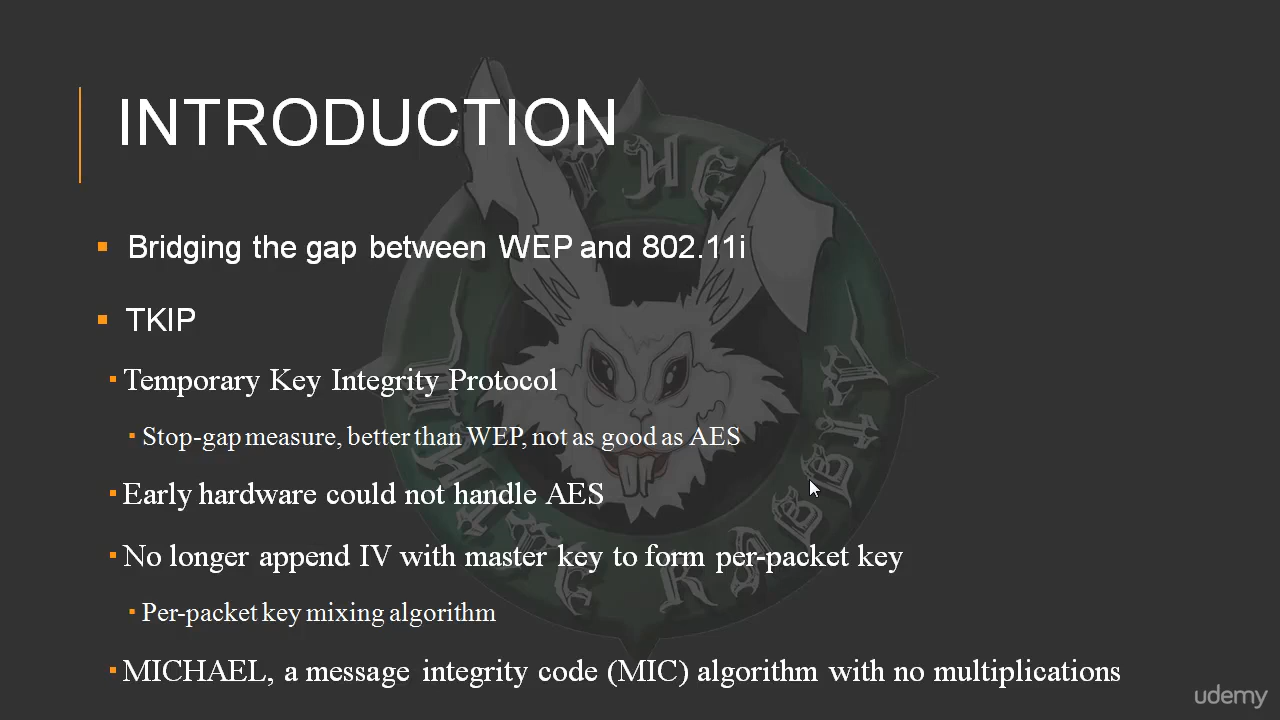 INTRODUCTION
Bridging the gap between WEP and 802.11i
TKIP
Temporary Key Integrity Protocol
Stop-gap measure, better than WEP, not as good as AES
Early hardware could not handle AES
No longer append IV with master key to form per-packet key
Per-packet key mixing algorithm
MICHAEL, a message integrity code (MIC) algorithm with no multiplications
THE
WHITE RABBIT
udemy